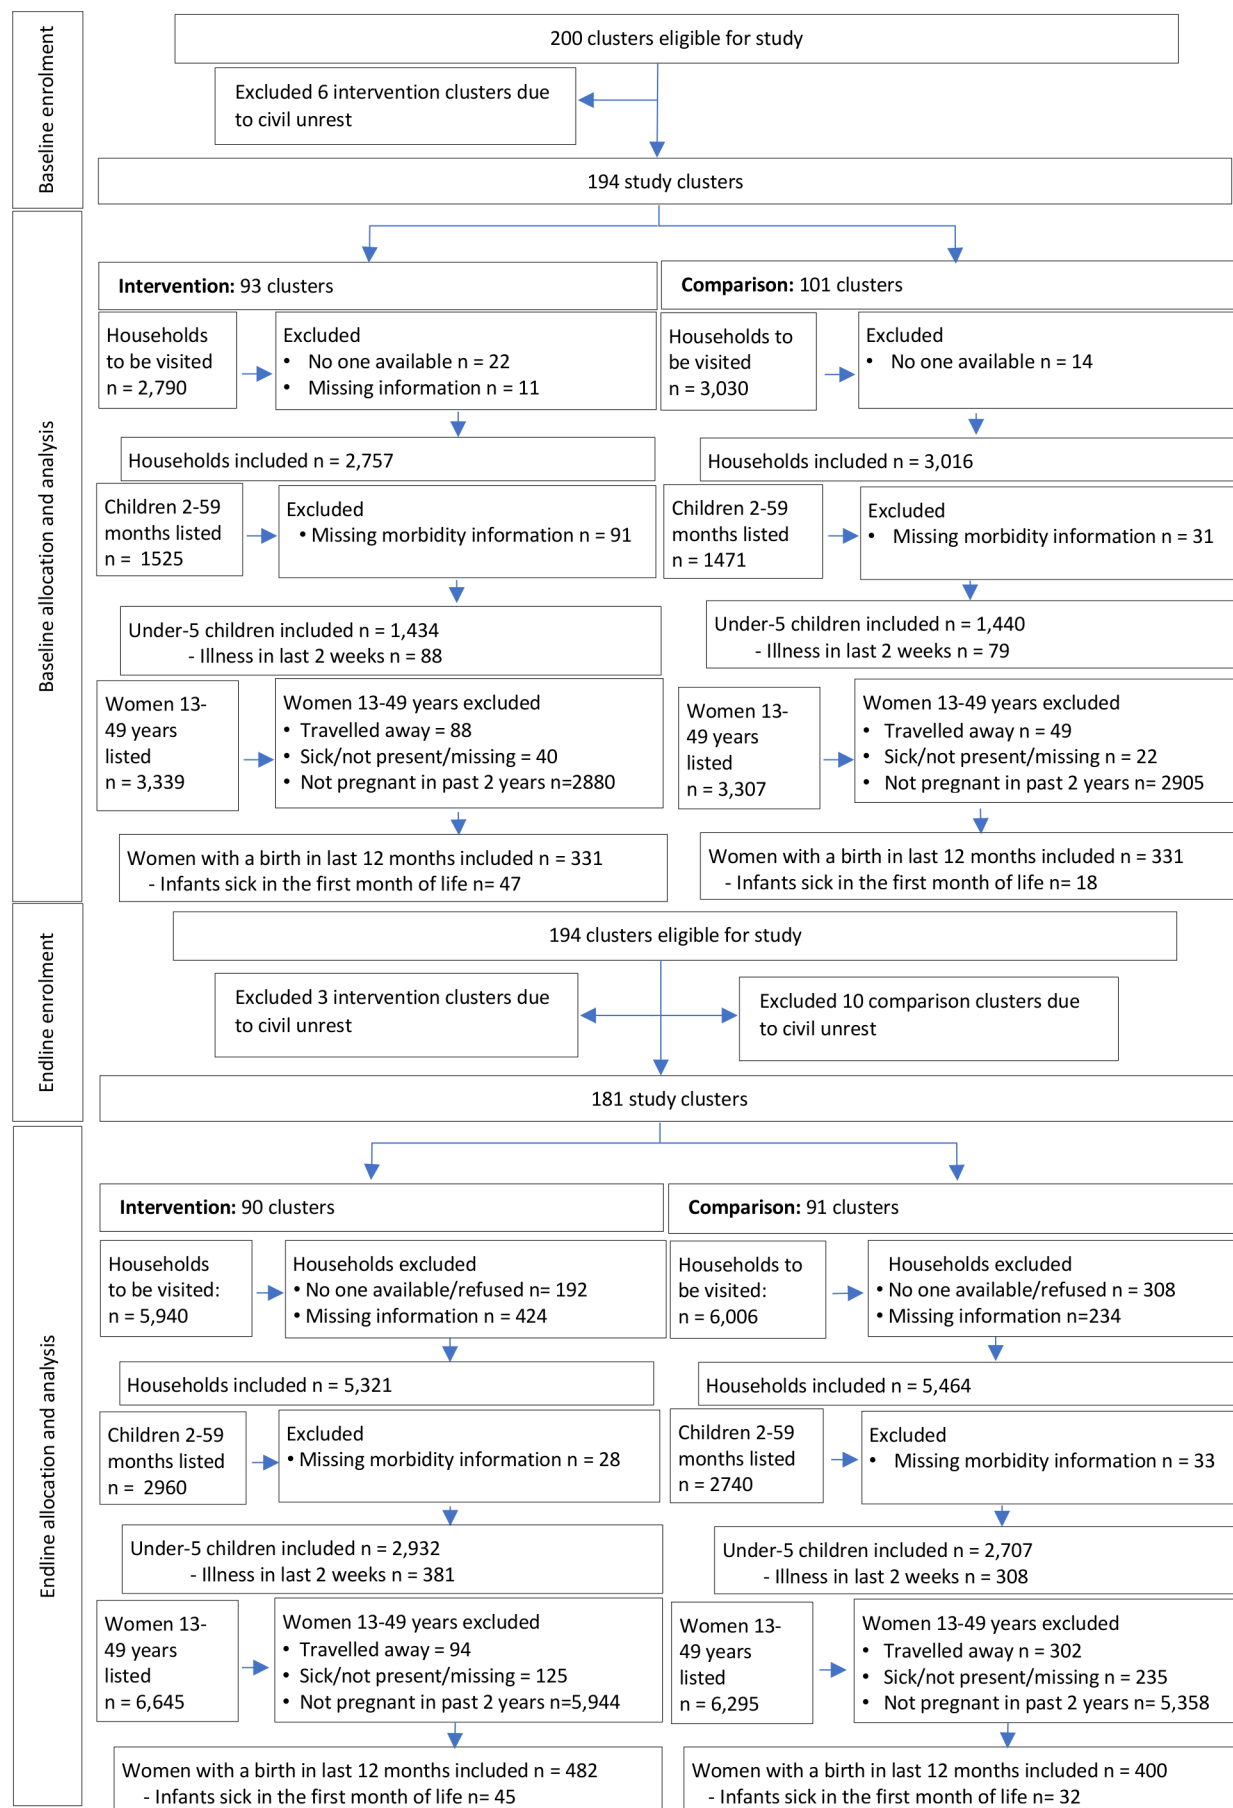 Baseline enrolment
200 clusters eligible for study
Excluded 6 intervention clusters due
to civil unrest
194 study clusters
Baseline allocation and analysis
Intervention: 93 clusters
Households
to be visited
n = 2,790
Excluded
• No one available n = 22
• Missing information n = 11
Households included n = 2,757
Children 2-59
months listed
n = 1525
Excluded
• Missing morbidity information n = 91
Under-5 children included n = 1,434
- Illness in last 2 weeks n = 88
Women 13-
49 years
listed
n = 3,339
Women 13-49 years excluded
• Travelled away = 88
• Sick/not present/missing = 40
• Not pregnant in past 2 years n=2880
Women with a birth in last 12 months included n = 331
- Infants sick in the first month of life n= 47
Comparison: 101 clusters
Households to
be visited
n = 3,030
Excluded
• No one available n = 14
Households included n = 3,016
Children 2-59
months listed
n = 1471
Excluded
• Missing morbidity information n = 31
Under-5 children included n = 1,440
- Illness in last 2 weeks n = 79
Women 13-
49 years
listed
n = 3,307
Women 13-49 years excluded
• Travelled away n = 49
• Sick/not present/missing n = 22
• Not pregnant in past 2 years n= 2905
Women with a birth in last 12 months included n = 331
- Infants sick in the first month of life n= 18
Endline enrolment
194 clusters eligible for study
Excluded 3 intervention clusters due
to civil unrest
Excluded 10 comparison clusters due
to civil unrest
181 study clusters
Endline allocation and analysis
Intervention: 90 clusters
Households
to be visited:
n = 5,940
Households excluded
• No one available/refused n= 192
• Missing information n = 424
Households included n = 5,321
Children 2-59
months listed
n = 2960
Excluded
• Missing morbidity information n = 28
Under-5 children included n = 2,932
- Illness in last 2 weeks n = 381
Women 13-
49 years
listed
n = 6,645
Women 13-49 years excluded
• Travelled away = 94
• Sick/not present/missing = 125
• Not pregnant in past 2 years n=5,944
Women with a birth in last 12 months included n = 482
- Infants sick in the first month of life n= 45
Comparison: 91 clusters
Households to
be visited:
n = 6,006
Households excluded
• No one available/refused n = 308
• Missing information n=234
Households included n = 5,464
Children 2-59
months listed
n = 2740
Excluded
• Missing morbidity information n = 33
Under-5 children included n = 2,707
- Illness in last 2 weeks n = 308
Women 13-
49 years
listed
n = 6,295
Women 13-49 years excluded
• Travelled away n = 302
• Sick/not present/missing n = 235
• Not pregnant in past 2 years n= 5,358
Women with a birth in last 12 months included n = 400
- Infants sick in the first month of life n= 32